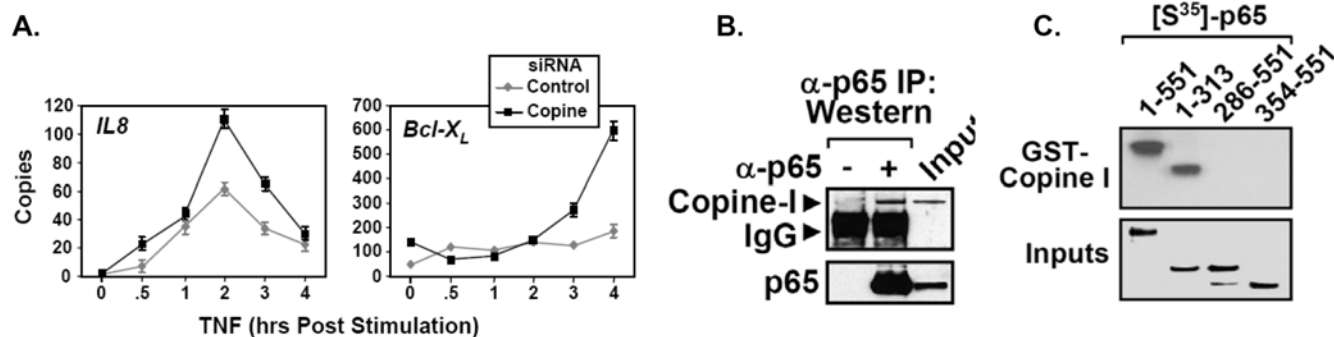 A.
IL8
Bcl-XL
siRNA
Control
Copine
Copies
120
100
80
60
40
20
0
700
600
500
400
300
200
100
0
0 .5 1 2 3 4
0 .5 1 2 3 4
TNF (hrs Post Stimulation)
B.
α-p65 IP:
Western
α-p65 - + Input
Copine-I
IgG
p65
C.
[S35]-p65
1-551
1-313
286-551
354-551
GST-
Copine I
Inputs